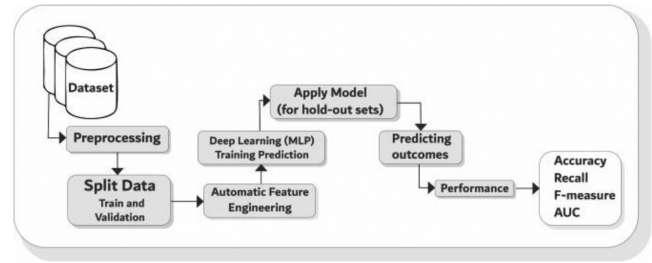 Dataset
Preprocessing
Split Data
Train and
Validation
Automatic Feature
Engineering
Deep Learning (MLP)
Training Prediction
Apply Model
(for hold-out sets)
Predicting
outcomes
Performance
Accuracy
Recall
F-measure
AUC